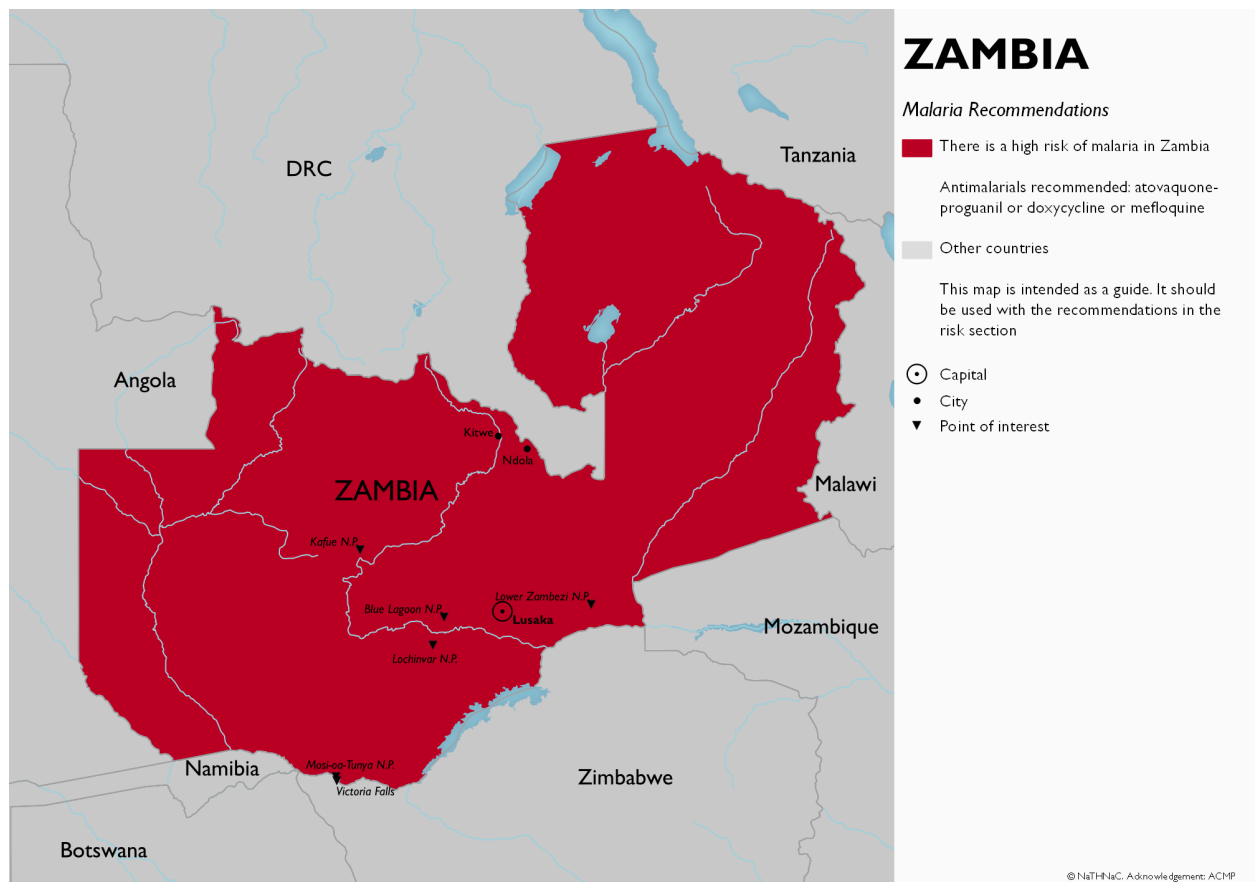 ZAMBIA
Malaria Recommendations
There is a high risk of malaria in Zambia
Antimalarials recommended: atovaquone-
proguanil or doxycycline or mefloquine
Other countries
This map is intended as a guide. It should
be used with the recommendations in the
risk section
Capital
City
Point of interest
DRC
Tanzania
Angola
Kitwe
Ndola
ZAMBIA
Malawi
Kafue N.P.
Lower Zambezi N.P.
Blue Lagoon N.P.
Lusaka
Mozambique
Lochinvar N.P.
Namibia
Mosi-oa-Tunya N.P.
Victoria Falls
Zimbabwe
Botswana
© NaTHNaC. Acknowledgement: ACMP